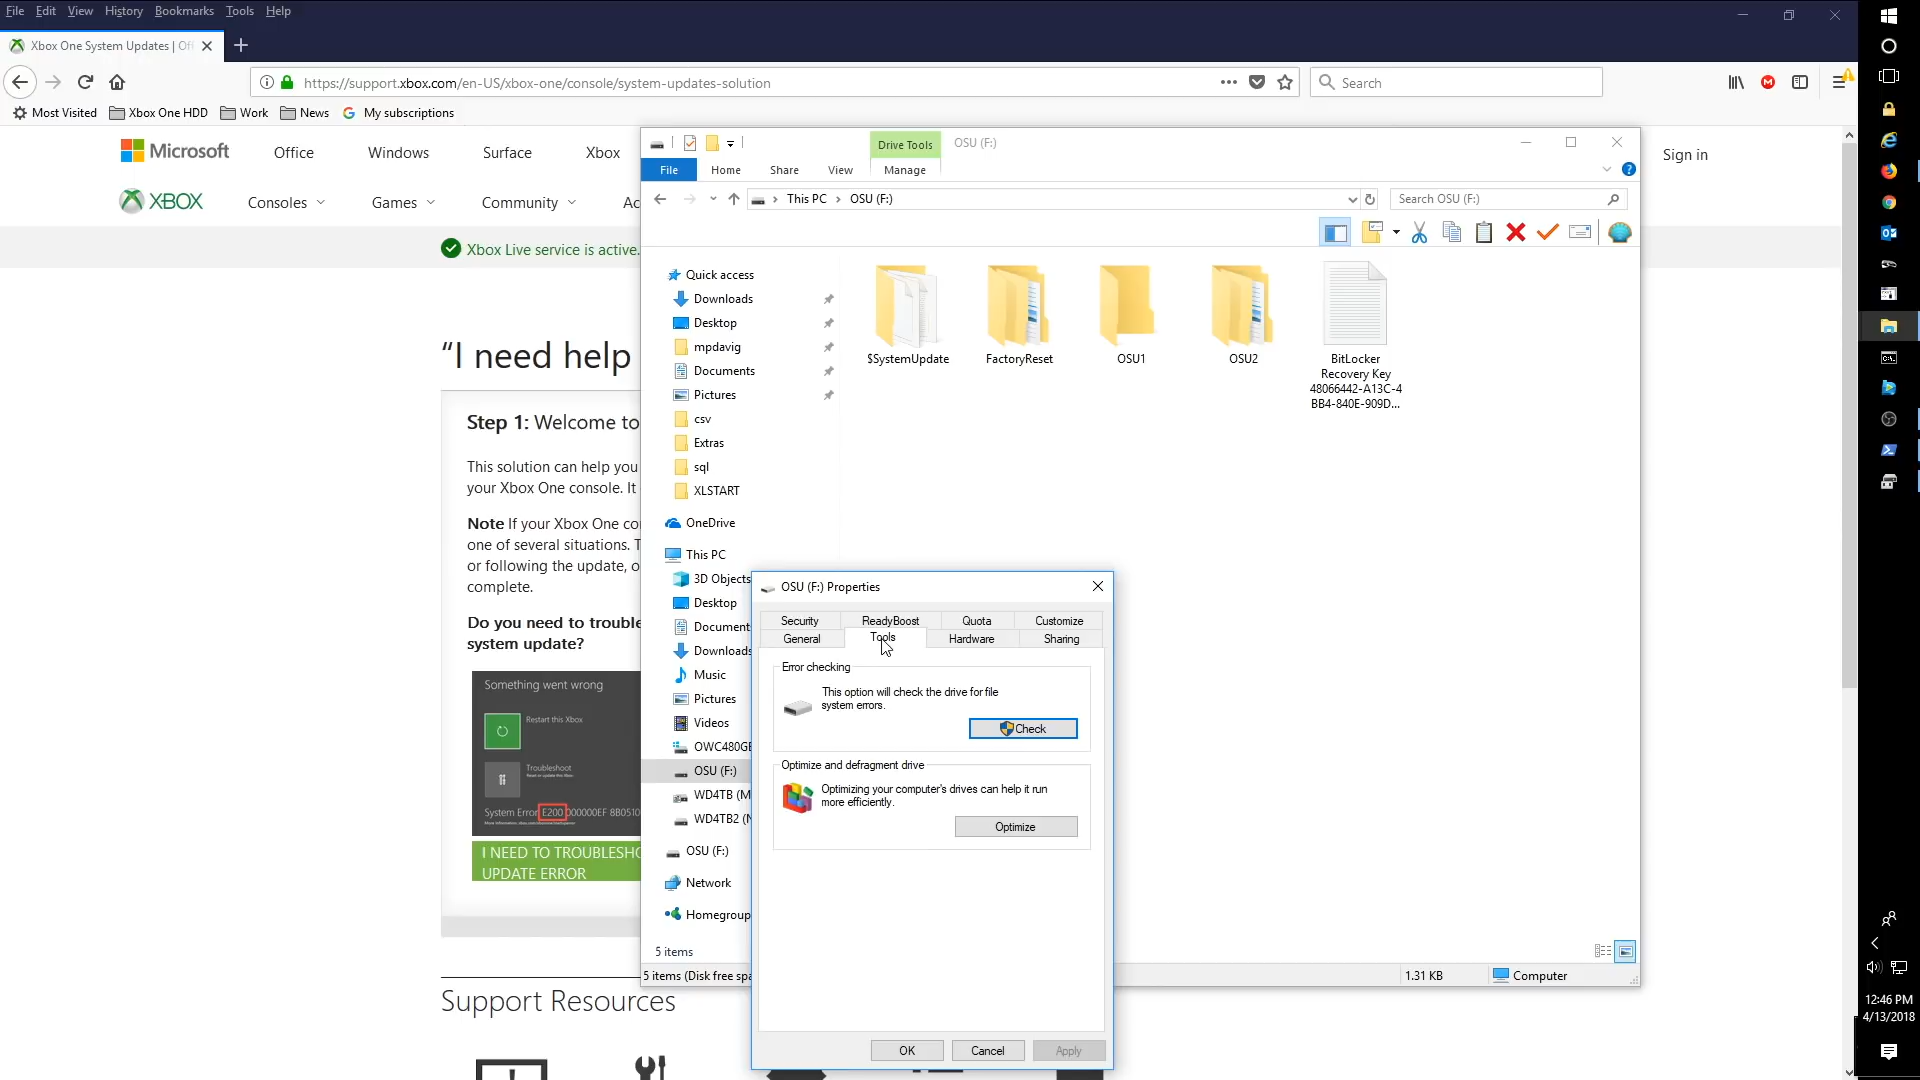 File Edit View History Bookmarks Tools Help
Xbox One System Updates | Off
https://support.xbox.com/en-US/xbox-one/console/system-updates-solution
Search
Most Visited Xbox One HDD Work News My subscriptions
Microsoft Office Windows Surface Xbox
Sign in
XBOX Consoles Games Community Ac
Xbox Live service is active.
“I need help
Step 1: Welcome to
This solution can help you
your Xbox One console. It
Note If your Xbox One co
one of several situations. T
or following the update, o
complete.
Do you need to trouble
system update?
Something went wrong
Restart this Xbox
Troubleshoot
Reset or update this Xbox
System Error: E200 000000EF 8B0510
I NEED TO TROUBLESHO
UPDATE ERROR
Support Resources
Drive Tools OSU (F:)
File Home Share View Manage
This PC OSU (F:)
Search OSU (F:)
Quick access
Downloads
Desktop
mpdavig
Documents
Pictures
csv
Extras
sql
XLSTART
OneDrive
This PC
3D Objects
Desktop
Document
Downloads
Music
Pictures
Videos
OWC480GB
OSU (F:)
WD4TB (M
WD4TB2 (N
OSU (F:)
Network
Homegroup
$SystemUpdate
FactoryReset
OSU1
OSU2
BitLocker
Recovery Key
48066442-A13C-4
BB4-840E-909D...
5 items
5 items (Disk free spa
1.31 KB
Computer
OSU (F:) Properties
Security ReadyBoost Quota Customize
General Tools Hardware Sharing
Error checking
This option will check the drive for file
system errors.
Check
Optimize and defragment drive
Optimizing your computer's drives can help it run
more efficiently.
Optimize
OK Cancel Apply
12:46 PM
4/13/2018